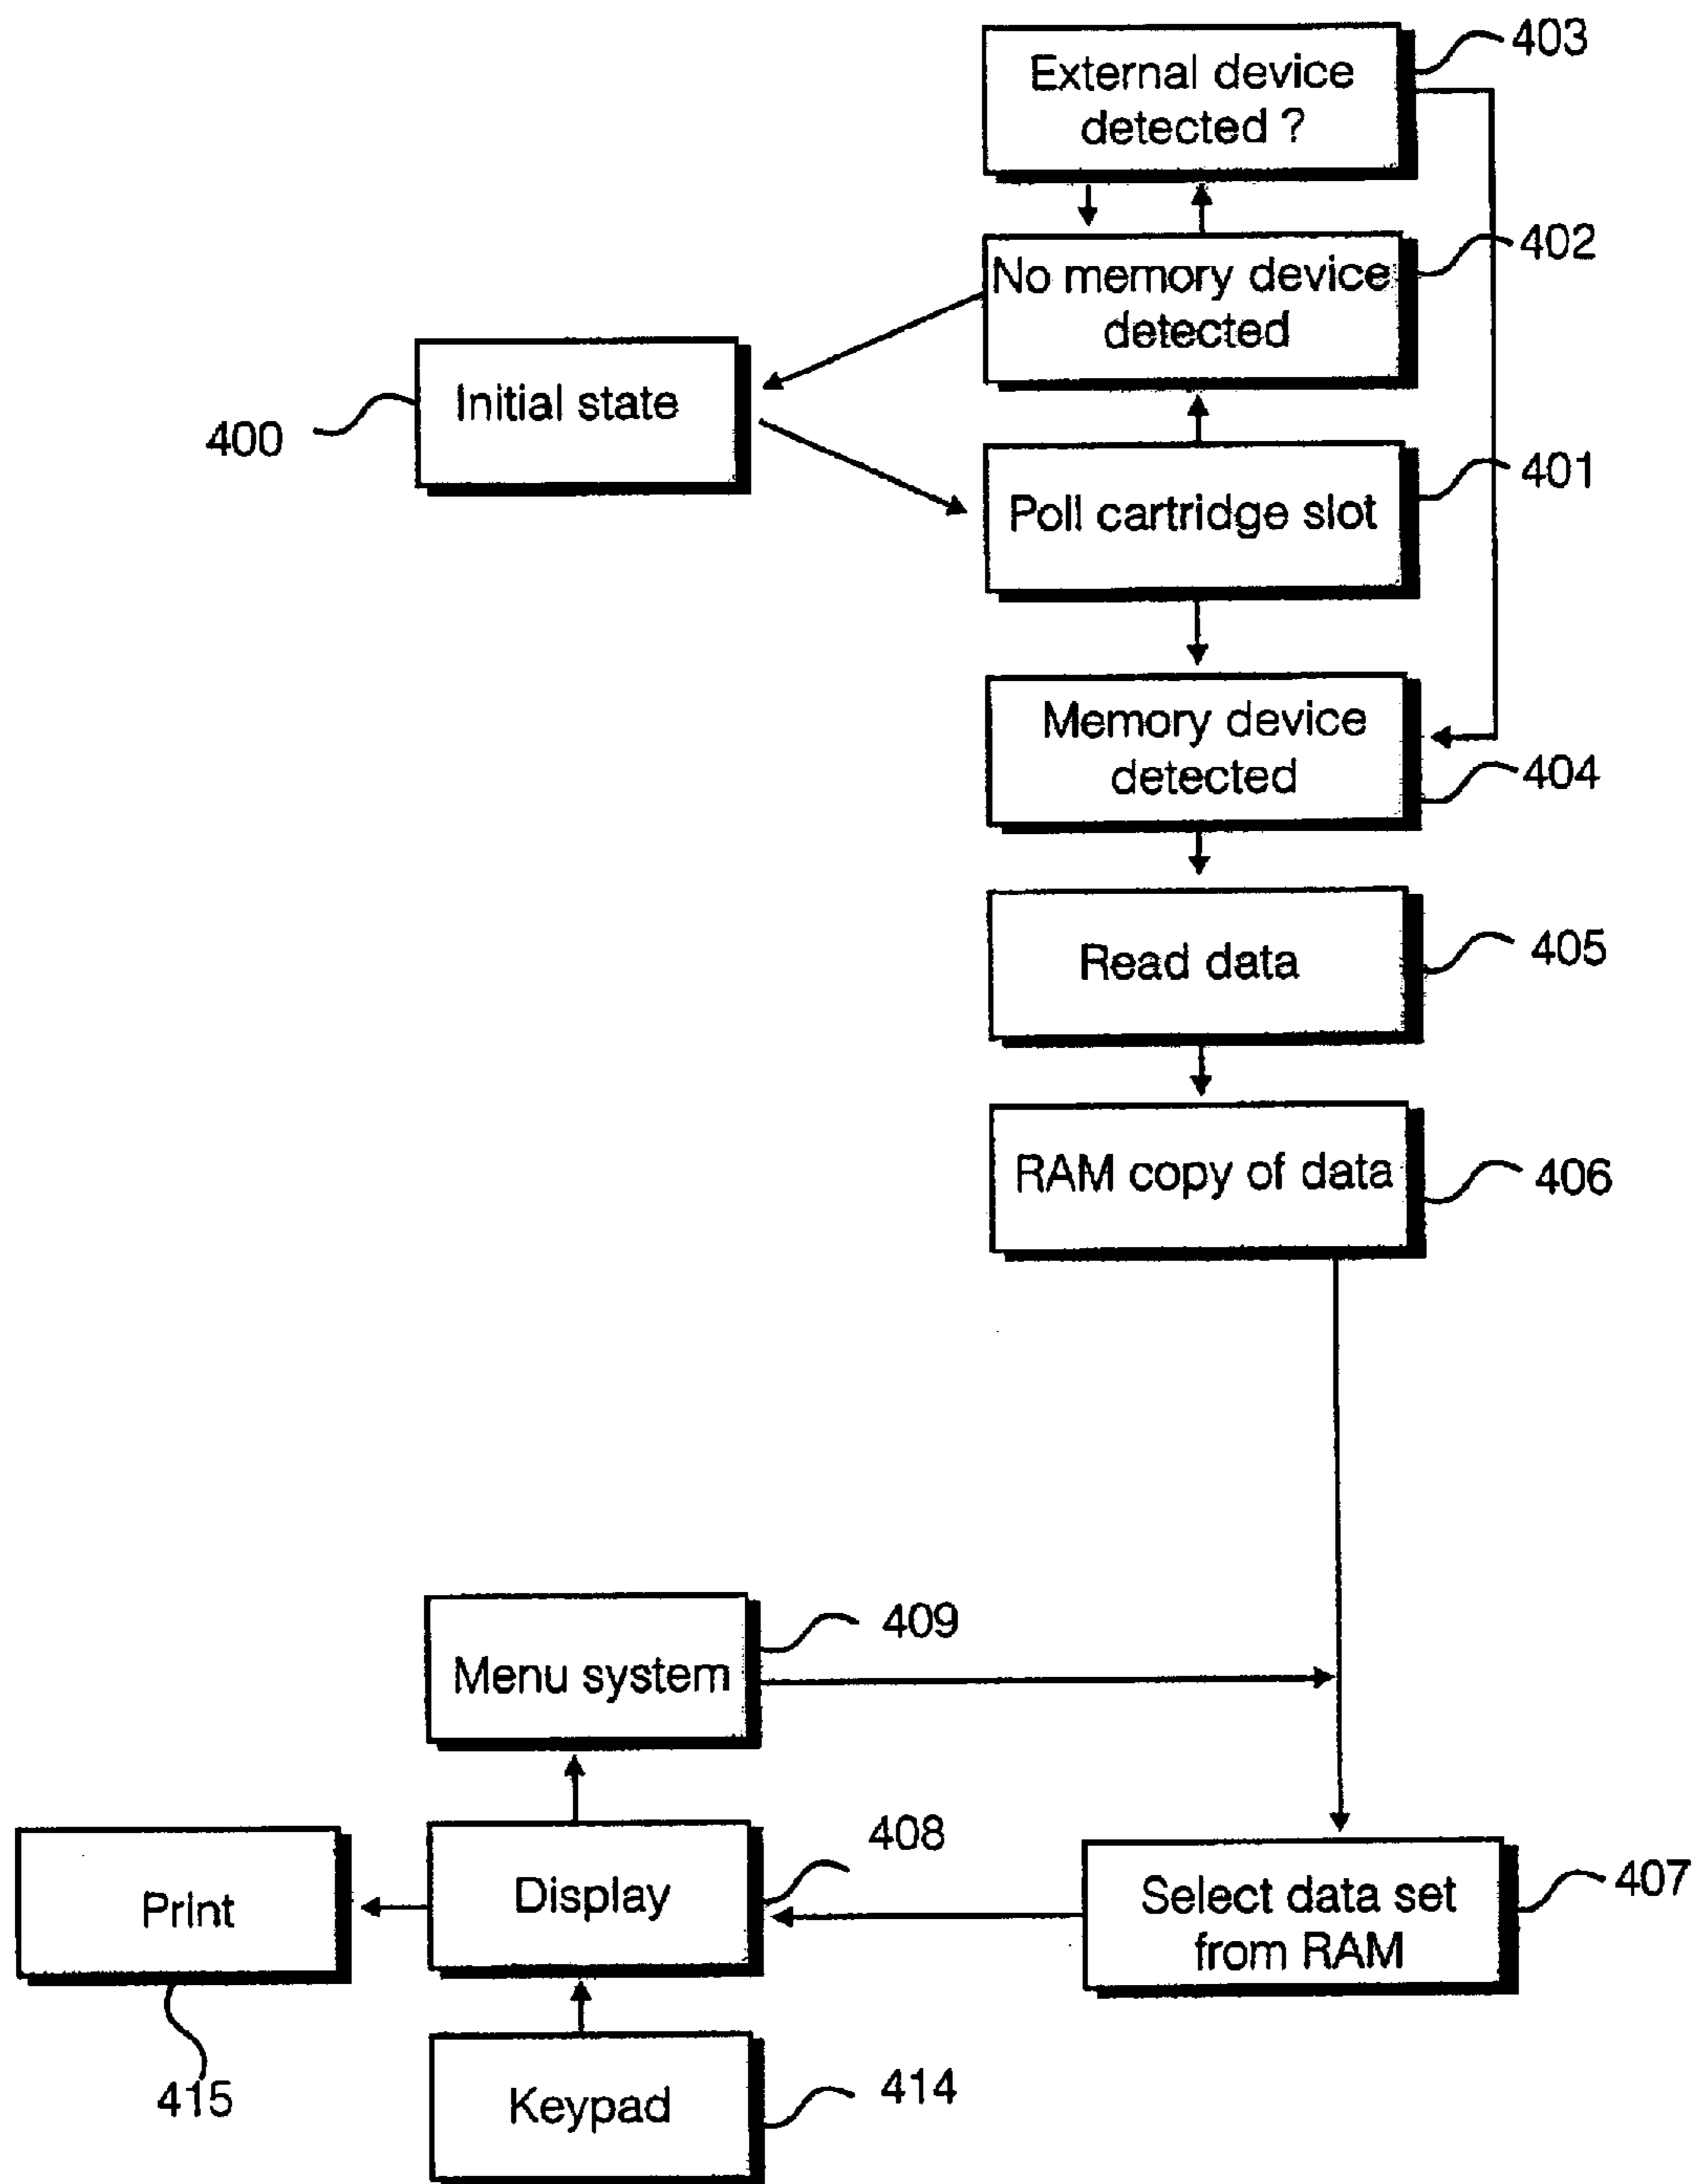 External device
detected ?
403
No memory device
detected
402
Initial state
400
Poll cartridge slot
401
Memory device
detected
404
Read data
405
RAM copy of data
406
Menu system
409
Display
408
Select data set
from RAM
407
Print
415
Keypad
414